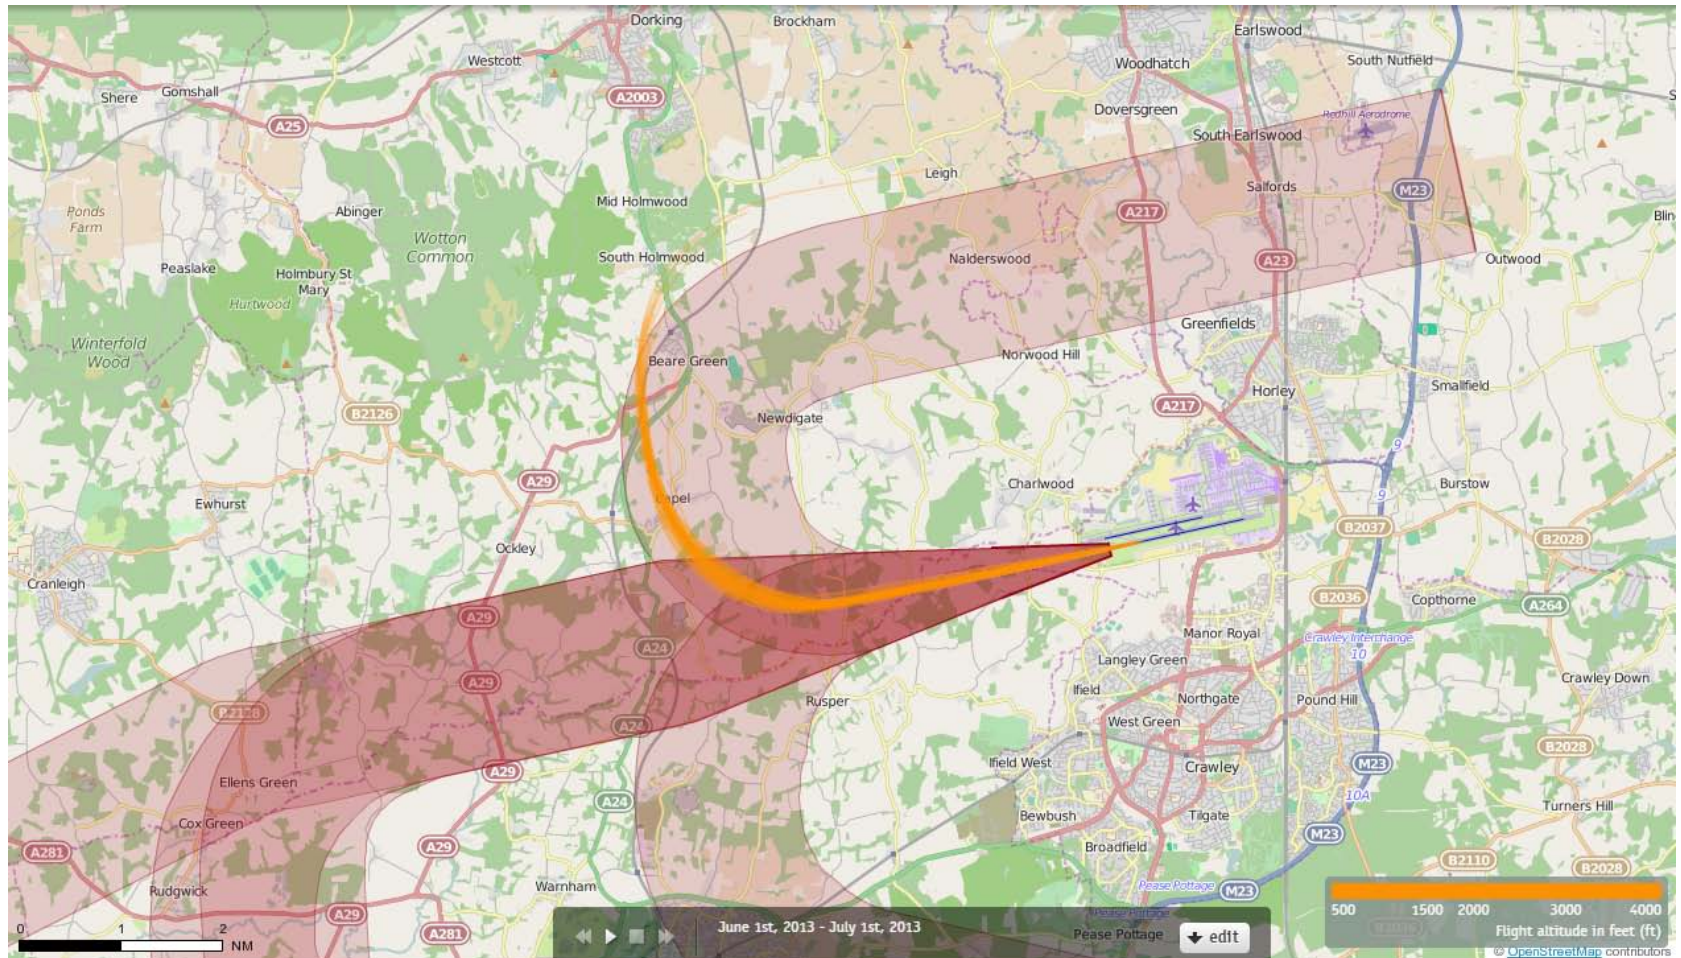 Dorking
Brockham
Earlswood
Westcott
Woodhatch
South Nutfield
Shere
Gomshall
A2003
Doversgreen
Redhill Aerodrome
A25
South Earlswood
Leigh
Salfords
M23
Ponds
Farm
Abinger
Mid Holmwood
A217
Wotton
Common
Peaslake
Holmbury St
Mary
South Holmwood
Nalderswood
A23
Outwood
Hurtwood
Greenfields
Winterfold
Wood
Beare Green
Norwood Hill
Smallfield
Horley
B2126
Newdigate
A217
9
A29
Charlwood
Burstow
9
Ewhurst
B2037
B2028
Ockley
Cranleigh
B2036
Copthorne
A264
A29
Manor Royal
Crawley Interchange
10
A24
Langley Green
A29
Ifield
Northgate
Pound Hill
Crawley Down
Rusper
A24
West Green
B2028
Ifield West
M23
A29
Crawley
Ellens Green
10A
A24
Cox Green
Bewbush
Tilgate
Turners Hill
M23
A281
A29
Broadfield
B2110
B2028
Rudgwick
Warnham
Pease Pottage
M23
A29
A281
Pease Pottage
Pease Pottage
0 1 2
NM
June 1st, 2013 - July 1st, 2013
edit
500 1500 2000 3000 4000
Flight altitude in feet (ft)
© OpenStreetMap contributors